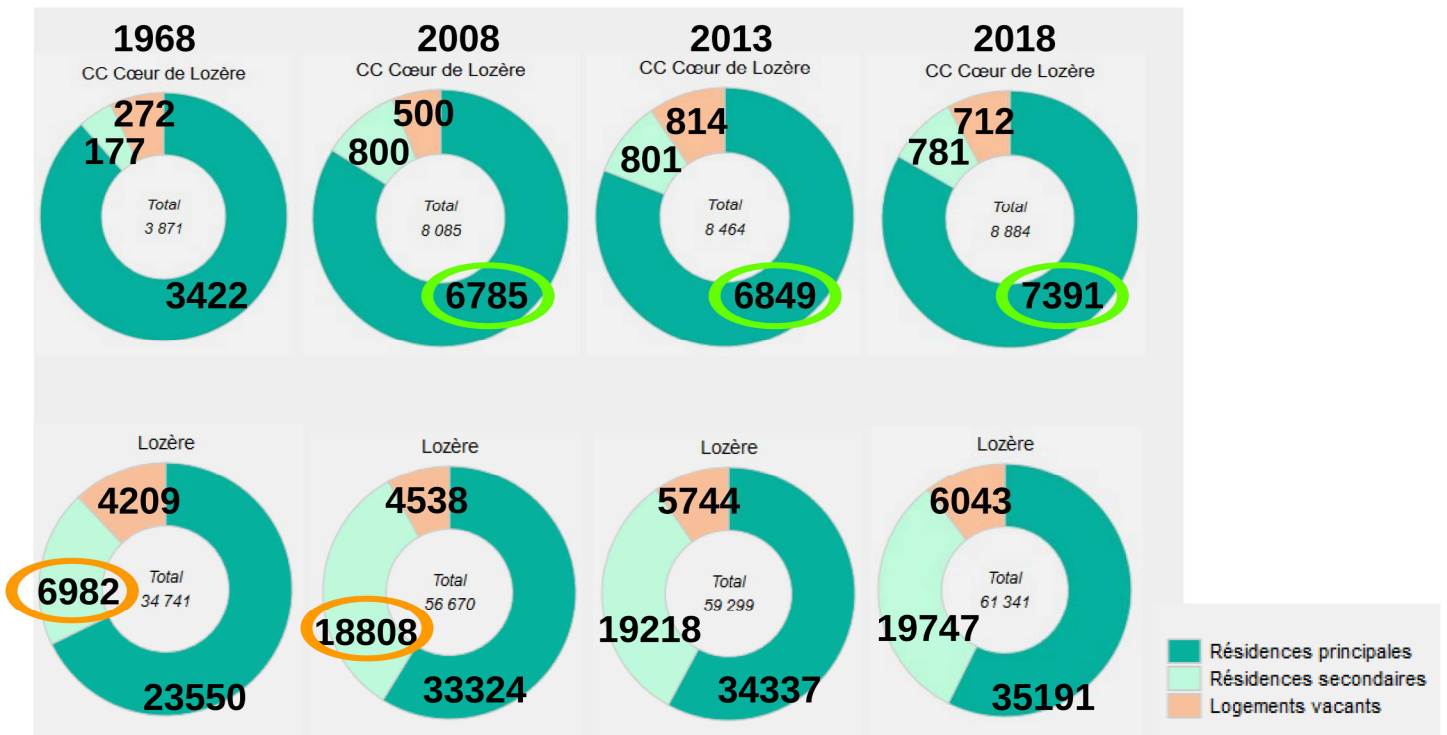 1968
2008
2013
2018
CC Cœur de Lozère
CC Cœur de Lozère
CC Cœur de Lozère
CC Cœur de Lozère
272
177
Total
3 871
3422
500
800
Total
8 085
6785
814
801
Total
8 464
6849
712
781
Total
8 884
7391
Lozère
Lozère
Lozère
Lozère
4209
6982
Total
34 741
23550
4538
Total
56 670
18808
33324
5744
Total
59 299
19218
34337
6043
Total
61 341
19747
35191
Résidences principales
Résidences secondaires
Logements vacants